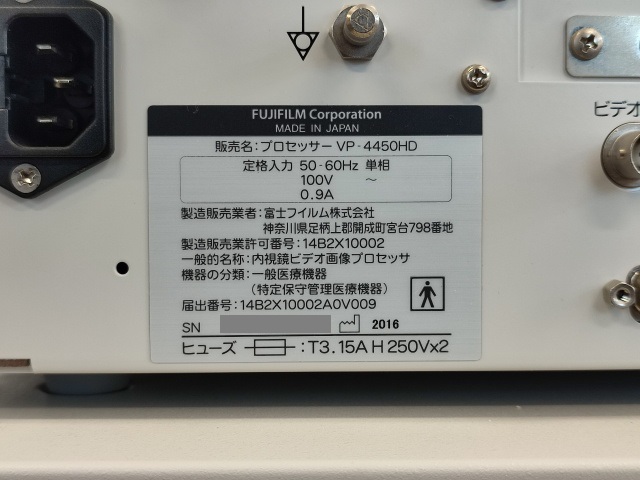 FUJIFILM Corporation
MADE IN JAPAN
販売名:プロセッサー VP-4450HD
定格入力 50-60Hz 単相
100V ~
0.9A
製造販売業者:富士フイルム株式会社
神奈川県足柄上郡開成町宮台798番地
製造販売業許可番号:14B2X10002
一般的名称:内視鏡ビデオ画像プロセッサ
機器の分類:一般医療機器
(特定保守管理医療機器)
届出番号:14B2X10002A0V009
SN 2016
ヒューズ :T3.15A H 250V×2
ビデオ